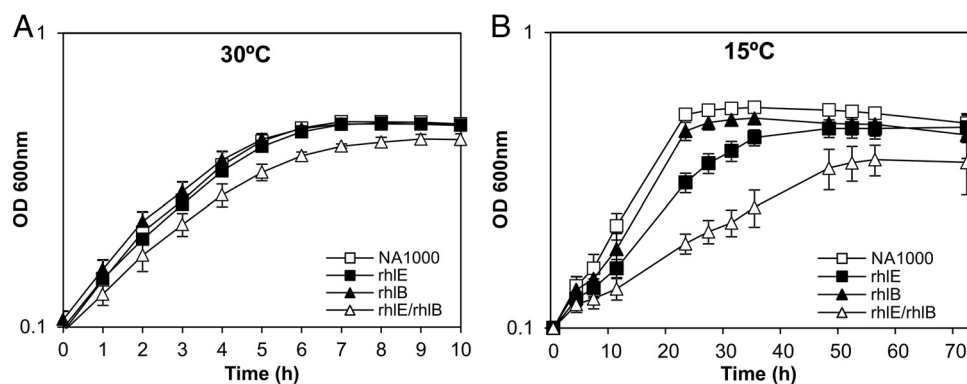 A
30ºC
1
OD 600nm
0.1
NA1000
rhlE
rhlB
rhlE/rhlB
0 1 2 3 4 5 6 7 8 9 10
Time (h)
B
15ºC
1
OD 600nm
0.1
NA1000
rhlE
rhlB
rhlE/rhlB
0 10 20 30 40 50 60 70
Time (h)